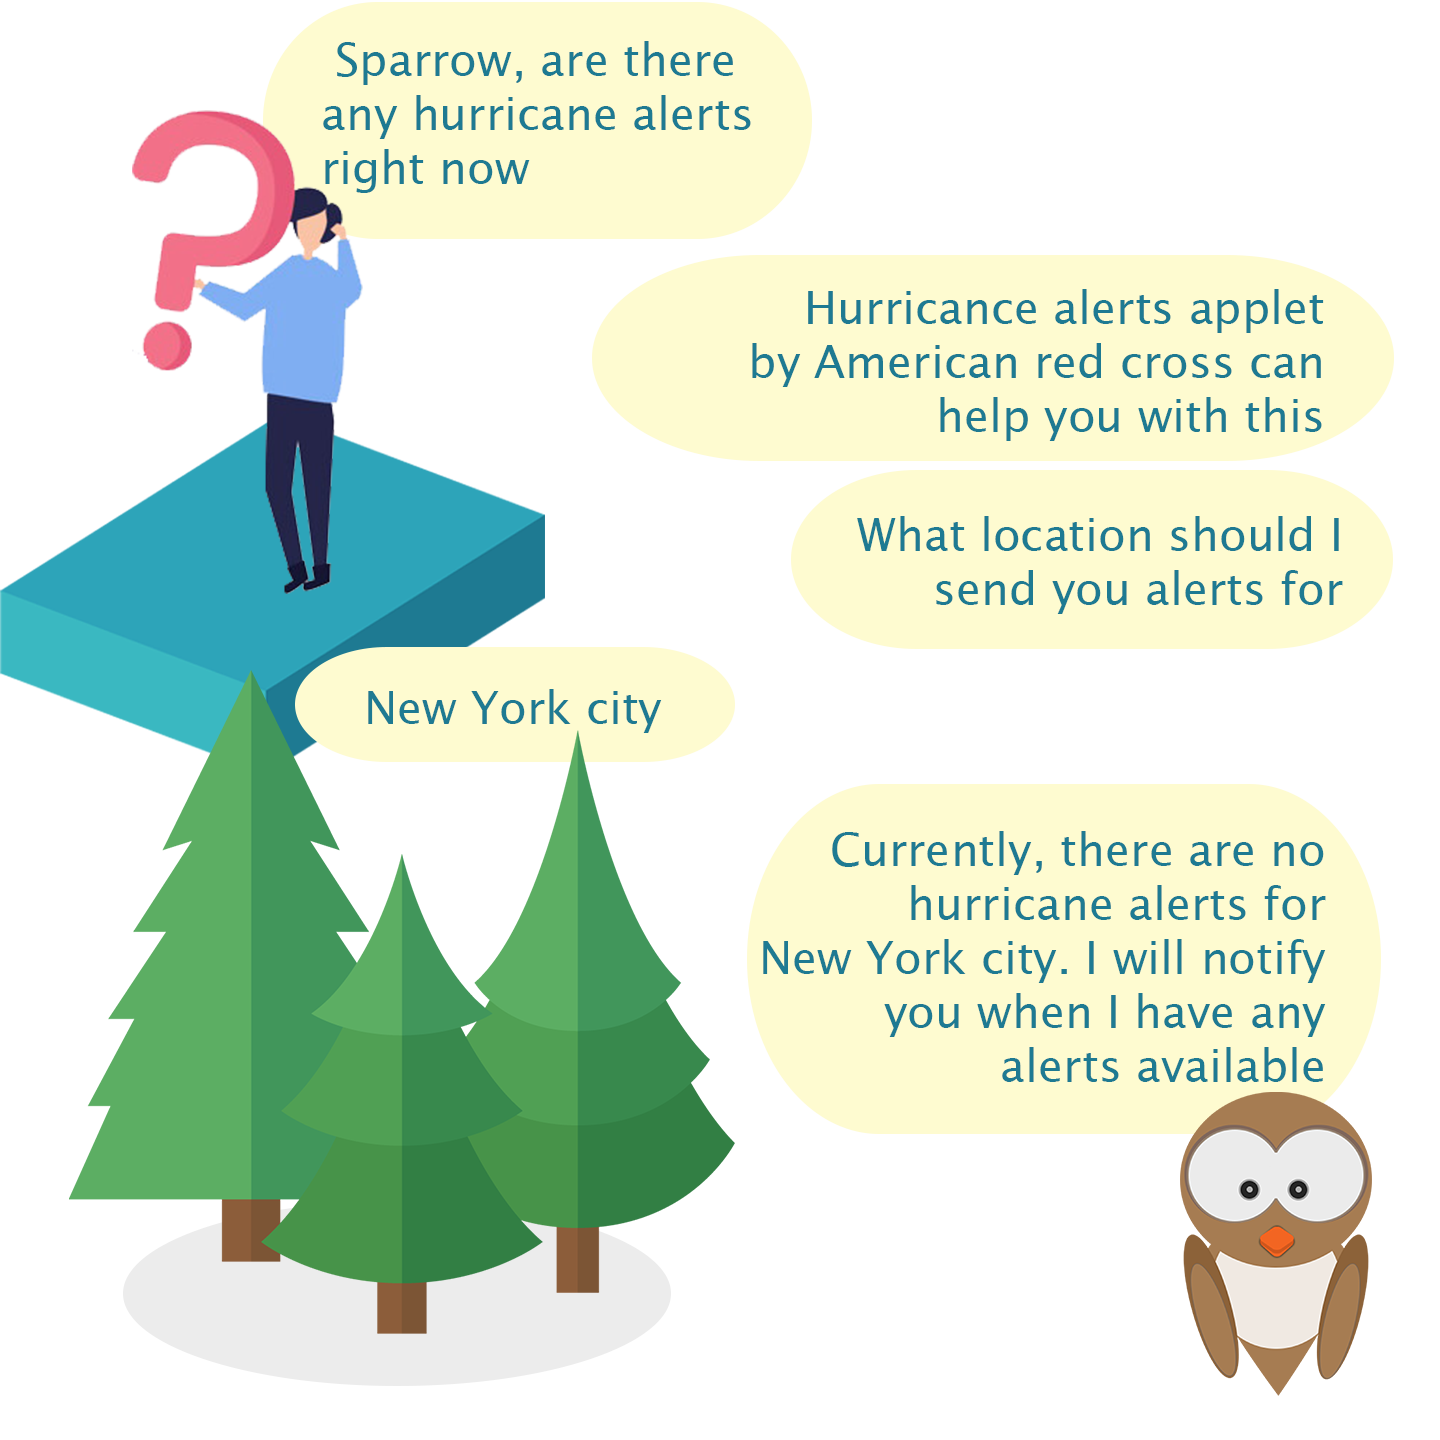 Sparrow, are there
any hurricane alerts
right now
Hurricance alerts applet
by American red cross can
help you with this
What location should I
send you alerts for
New York city
Currently, there are no
hurricane alerts for
New York city. I will notify
you when I have any
alerts available